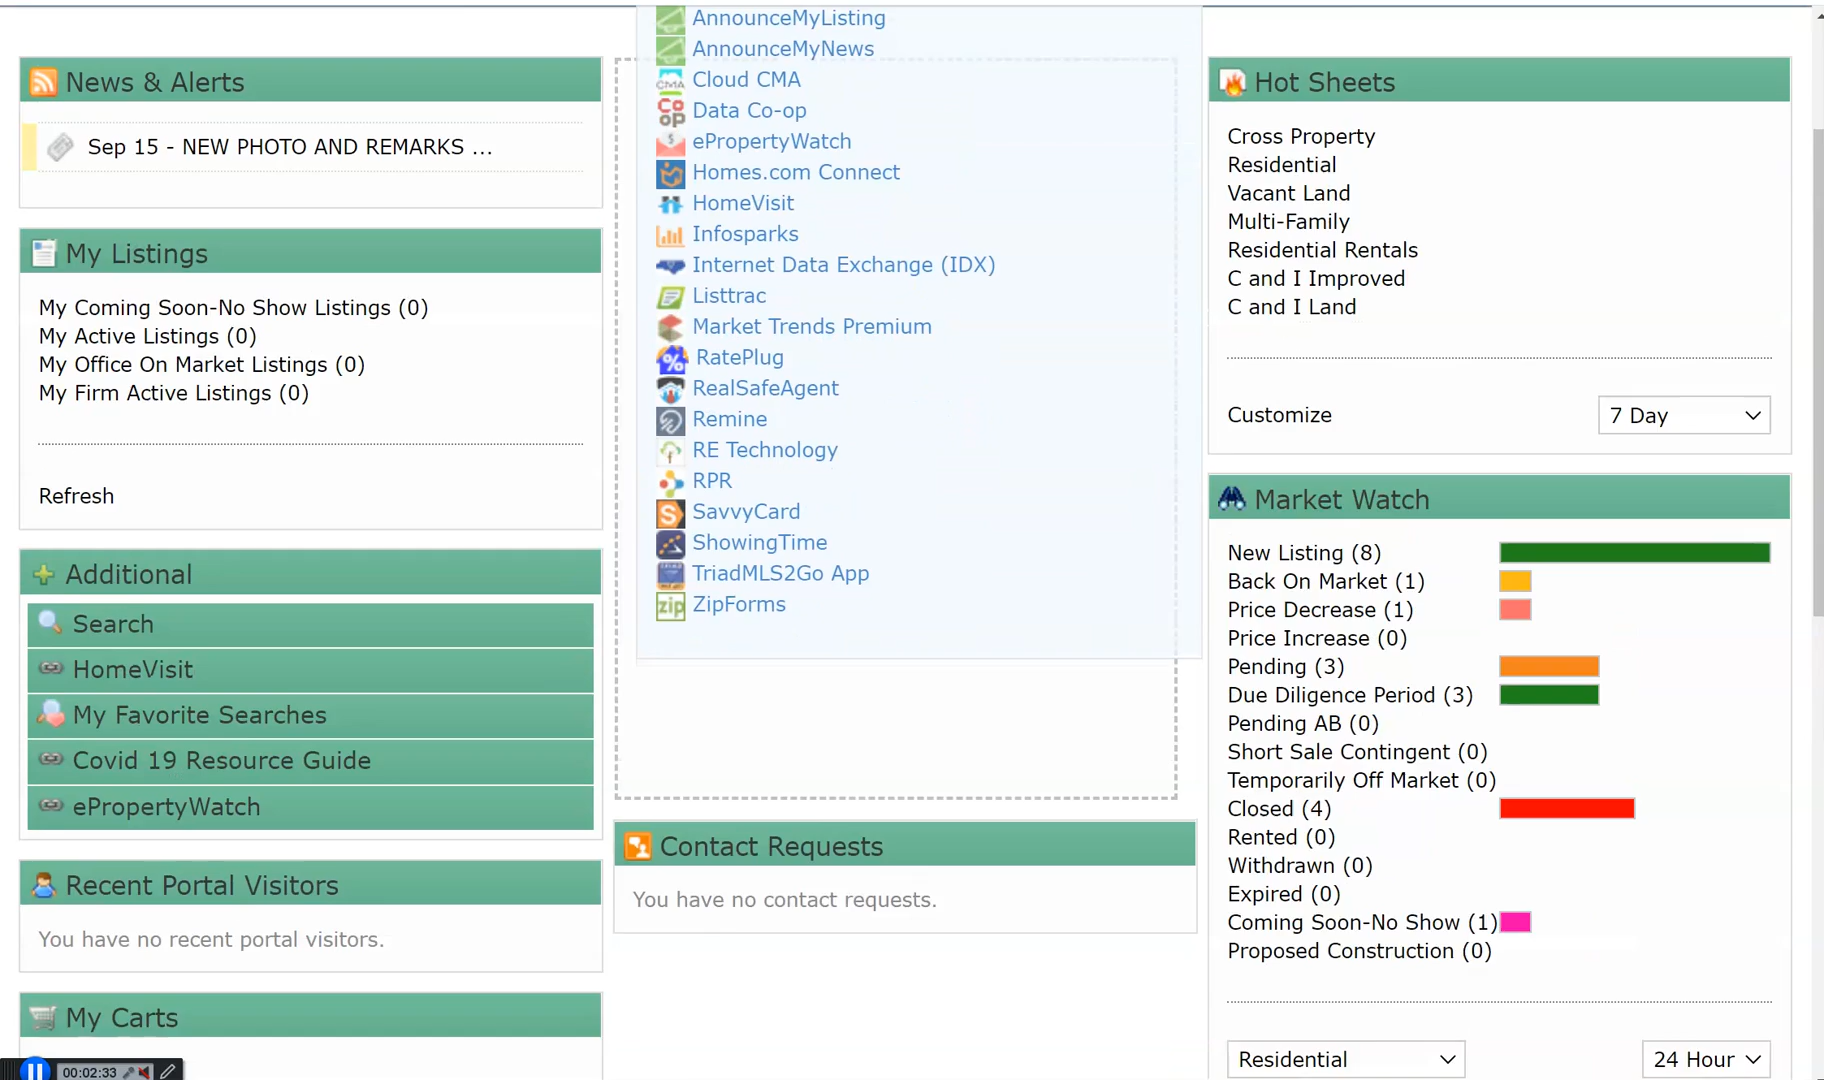 News & Alerts
Sep 15 - NEW PHOTO AND REMARKS ...
My Listings
My Coming Soon-No Show Listings (0)
My Active Listings (0)
My Office On Market Listings (0)
My Firm Active Listings (0)
Refresh
Additional
Search
HomeVisit
My Favorite Searches
Covid 19 Resource Guide
ePropertyWatch
Recent Portal Visitors
You have no recent portal visitors.
My Carts
00:02:33
AnnounceMyListing
AnnounceMyNews
CMA Cloud CMA
Co op Data Co-op
ePropertyWatch
Homes.com Connect
HomeVisit
Infosparks
Internet Data Exchange (IDX)
Listtrac
Market Trends Premium
% RatePlug
RealSafeAgent
Remine
RE Technology
RPR
S SavvyCard
ShowingTime
TriadMLS2Go App
zip ZipForms
Contact Requests
You have no contact requests.
Hot Sheets
Cross Property
Residential
Vacant Land
Multi-Family
Residential Rentals
C and I Improved
C and I Land
Customize 7 Day
Market Watch
New Listing (8)
Back On Market (1)
Price Decrease (1)
Price Increase (0)
Pending (3)
Due Diligence Period (3)
Pending AB (0)
Short Sale Contingent (0)
Temporarily Off Market (0)
Closed (4)
Rented (0)
Withdrawn (0)
Expired (0)
Coming Soon-No Show (1)
Proposed Construction (0)
Residential 24 Hour